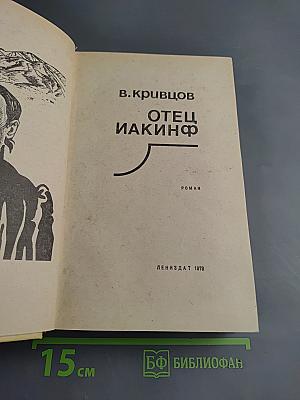 В. КРИВЦОВ
ОТЕЦ
ИАКИНФ
РОМАН
ЛЕНИЗДАТ 1978
15 см
БФ БИБЛИОФАН